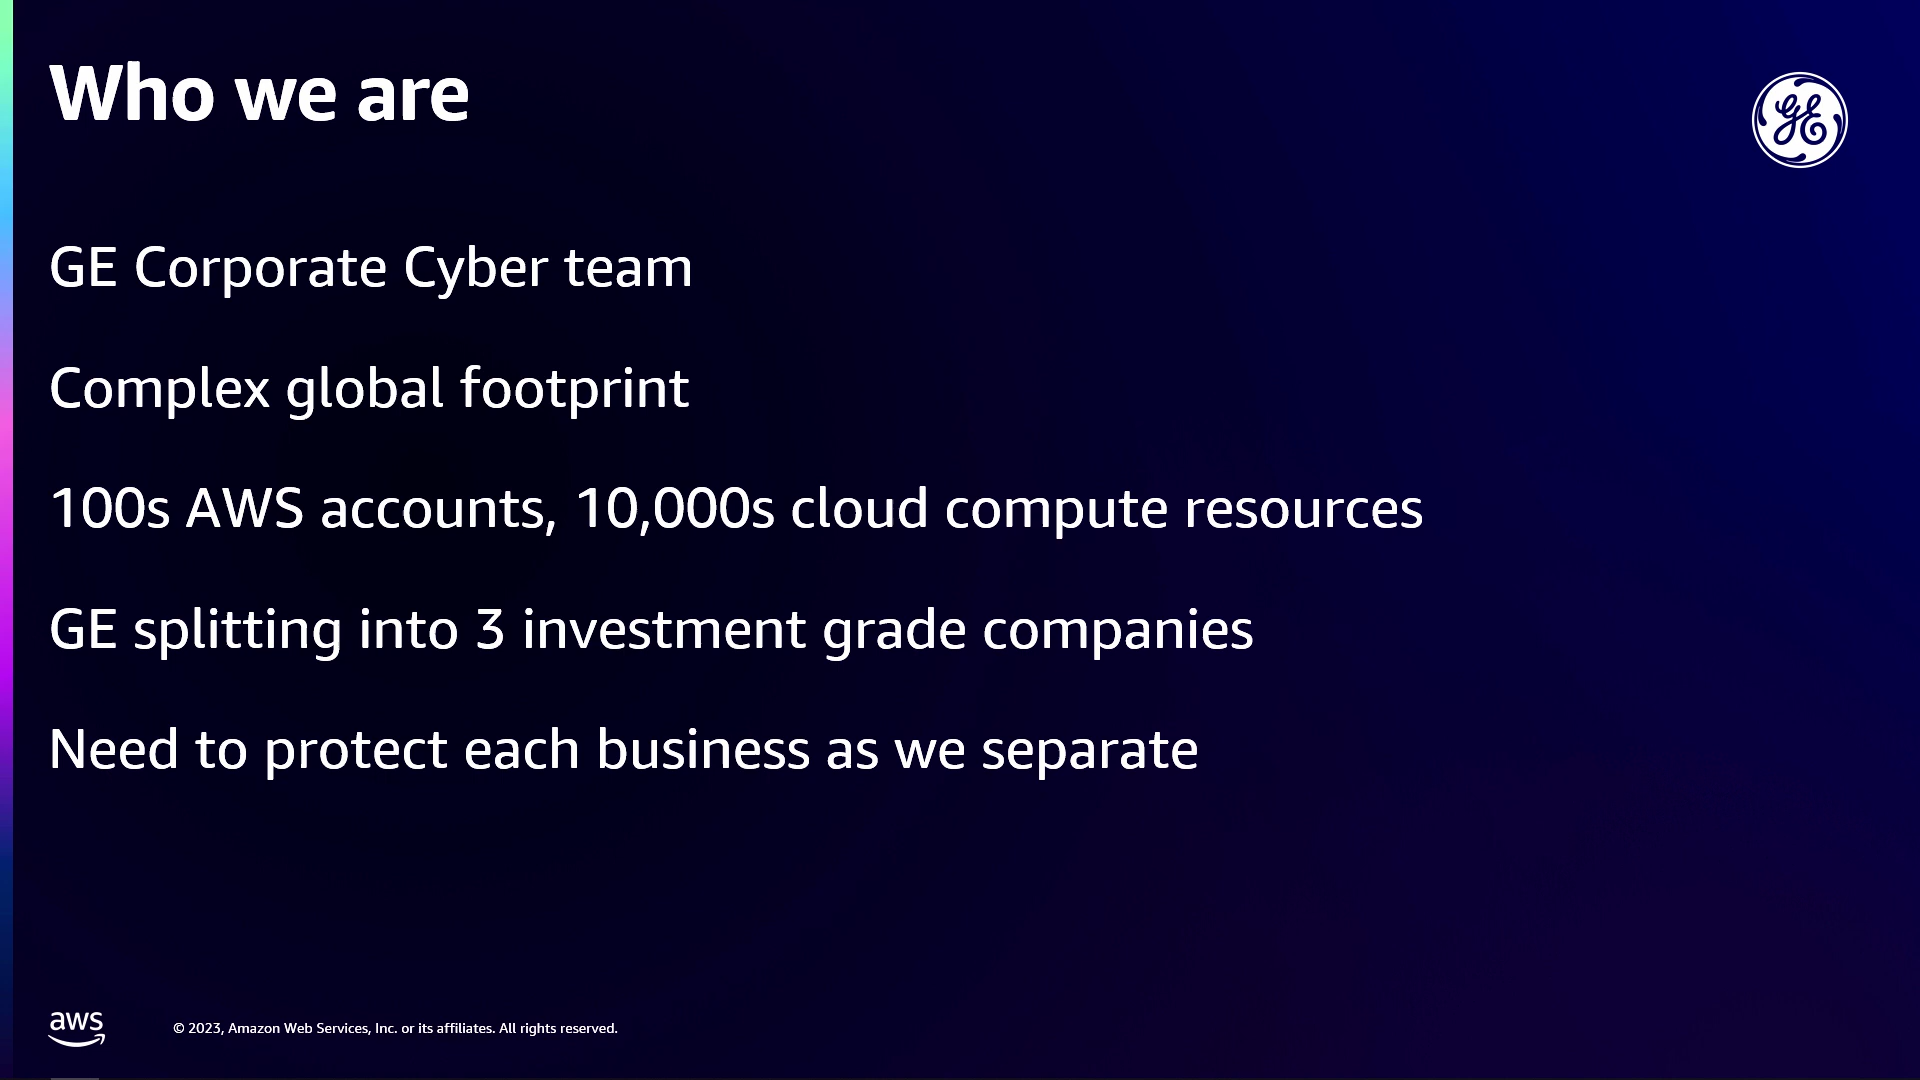 Who we are
GE
GE Corporate Cyber team
Complex global footprint
100s AWS accounts, 10,000s cloud compute resources
GE splitting into 3 investment grade companies
Need to protect each business as we separate
aws
© 2023, Amazon Web Services, Inc. or its affiliates. All rights reserved.